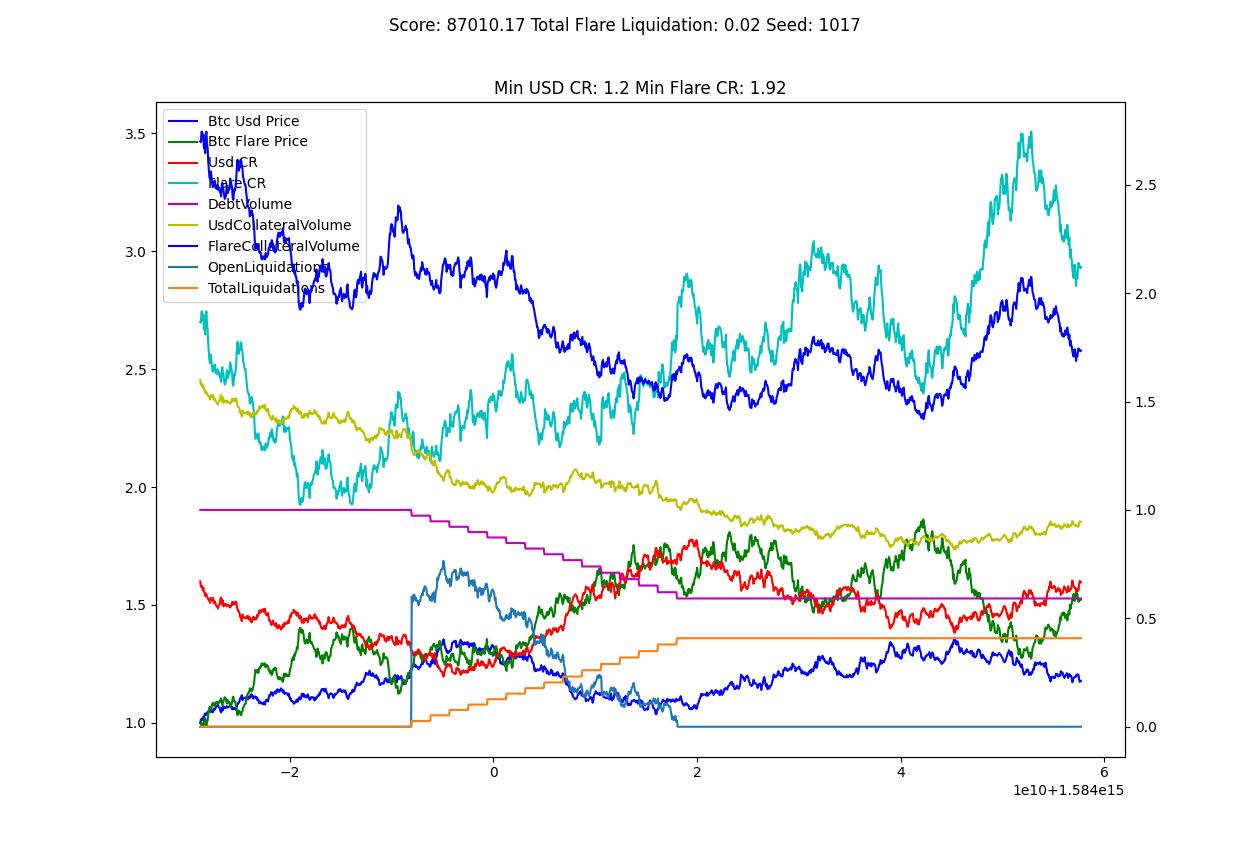 Score: 87010.17 Total Flare Liquidation: 0.02 Seed: 1017
Min USD CR: 1.2 Min Flare CR: 1.92
Btc Usd Price
Btc Flare Price
Usd CR
Flare CR
DebtVolume
UsdCollateralVolume
FlareCollateralVolume
OpenLiquidations
TotalLiquidations
3.5
3.0
2.5
2.0
1.5
1.0
2.5
2.0
1.5
1.0
0.5
0.0
−2
0
2
4
6
1e10+1.584e15